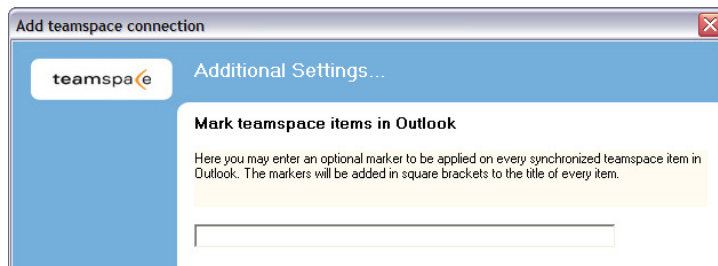 Add teamspace connection
teamspace
Additional Settings...
Mark teamspace items in Outlook
Here you may enter an optional marker to be applied on every synchronized teamspace item in
Outlook. The markers will be added in square brackets to the title of every item.